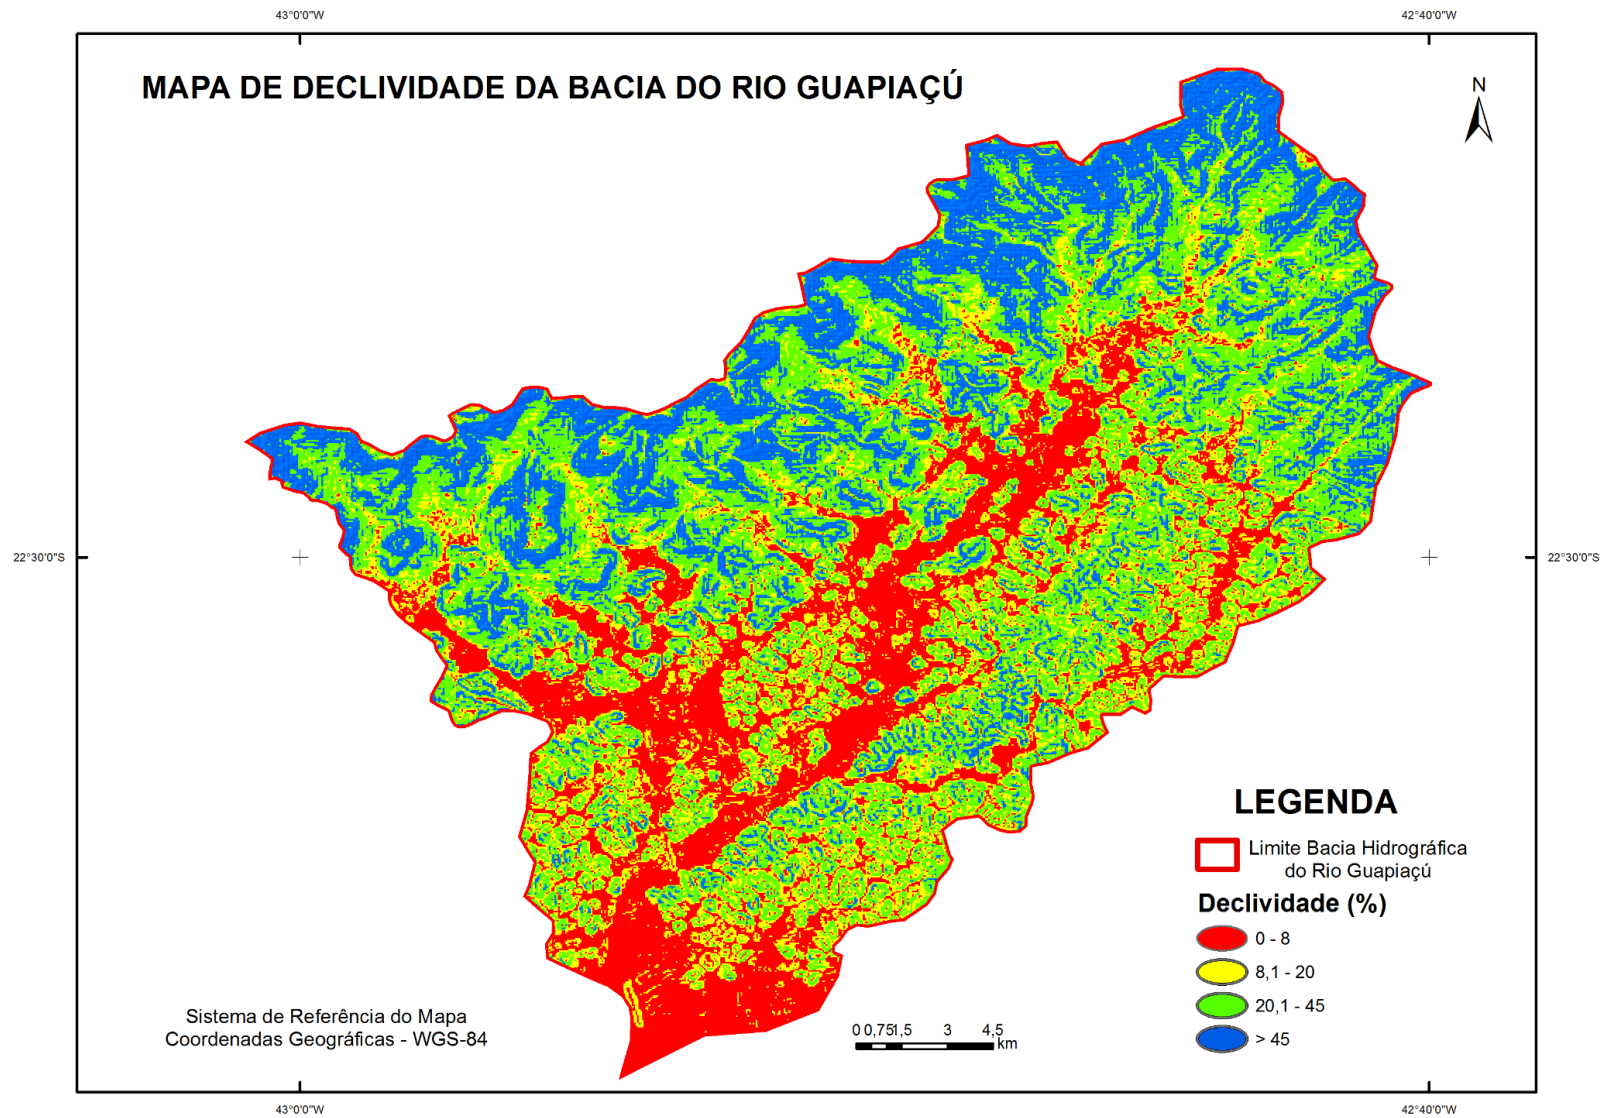 43°0'0"W 42°40'0"W
MAPA DE DECLIVIDADE DA BACIA DO RIO GUAPIAÇÚ
N
22°30'0"S 22°30'0"S
LEGENDA
Limite Bacia Hidrográfica
do Rio Guapiaçú
Declividade (%)
0 - 8
8,1 - 20
20,1 - 45
> 45
Sistema de Referência do Mapa
Coordenadas Geográficas - WGS-84
0 0,75 1,5 3 4,5
km
43°0'0"W 42°40'0"W